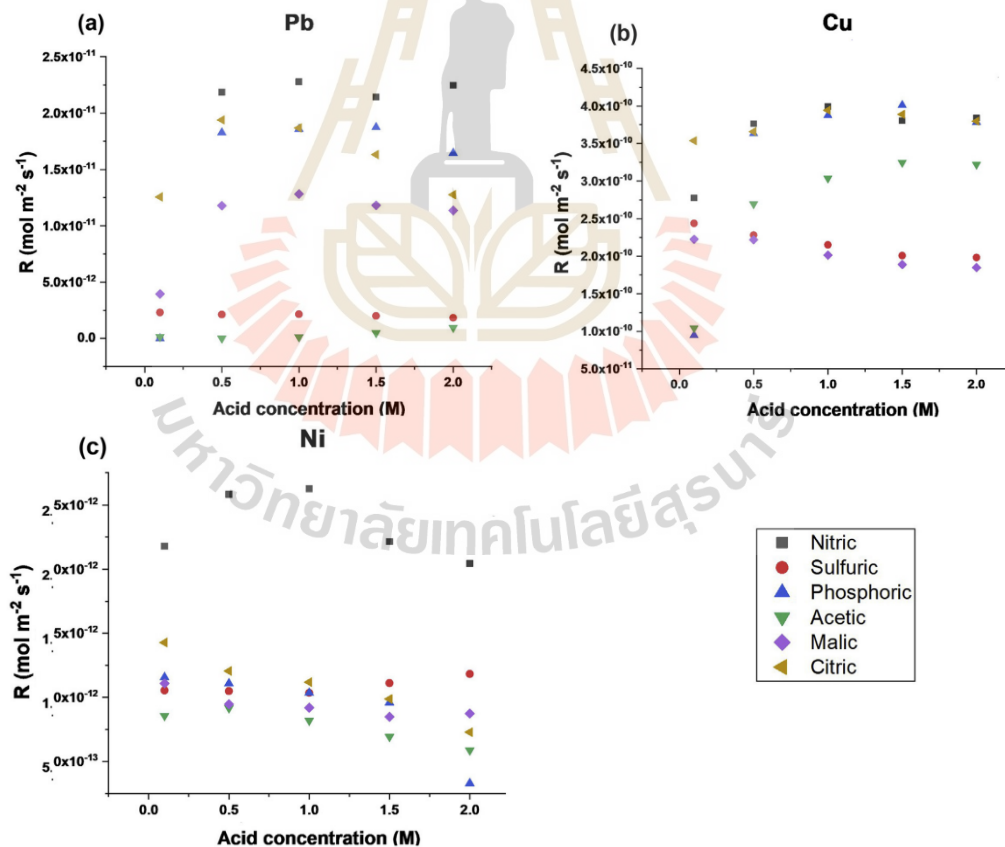 (a)
Pb
2.5x10⁻¹¹
2.0x10⁻¹¹
1.5x10⁻¹¹
1.0x10⁻¹¹
5.0x10⁻¹²
0.0
R (mol m⁻² s⁻¹)
0.0 0.5 1.0 1.5 2.0
Acid concentration (M)
(b)
Cu
4.5x10⁻¹⁰
4.0x10⁻¹⁰
3.5x10⁻¹⁰
3.0x10⁻¹⁰
2.5x10⁻¹⁰
2.0x10⁻¹⁰
1.5x10⁻¹⁰
1.0x10⁻¹⁰
5.0x10⁻¹¹
R (mol m⁻² s⁻¹)
0.0 0.5 1.0 1.5 2.0
Acid concentration (M)
(c)
Ni
2.5x10⁻¹²
2.0x10⁻¹²
1.5x10⁻¹²
1.0x10⁻¹²
5.0x10⁻¹³
R (mol m⁻² s⁻¹)
0.0 0.5 1.0 1.5 2.0
Acid concentration (M)
Nitric
Sulfuric
Phosphoric
Acetic
Malic
Citric
มหาวิทยาลัยเทคโนโลยีสุรนารี